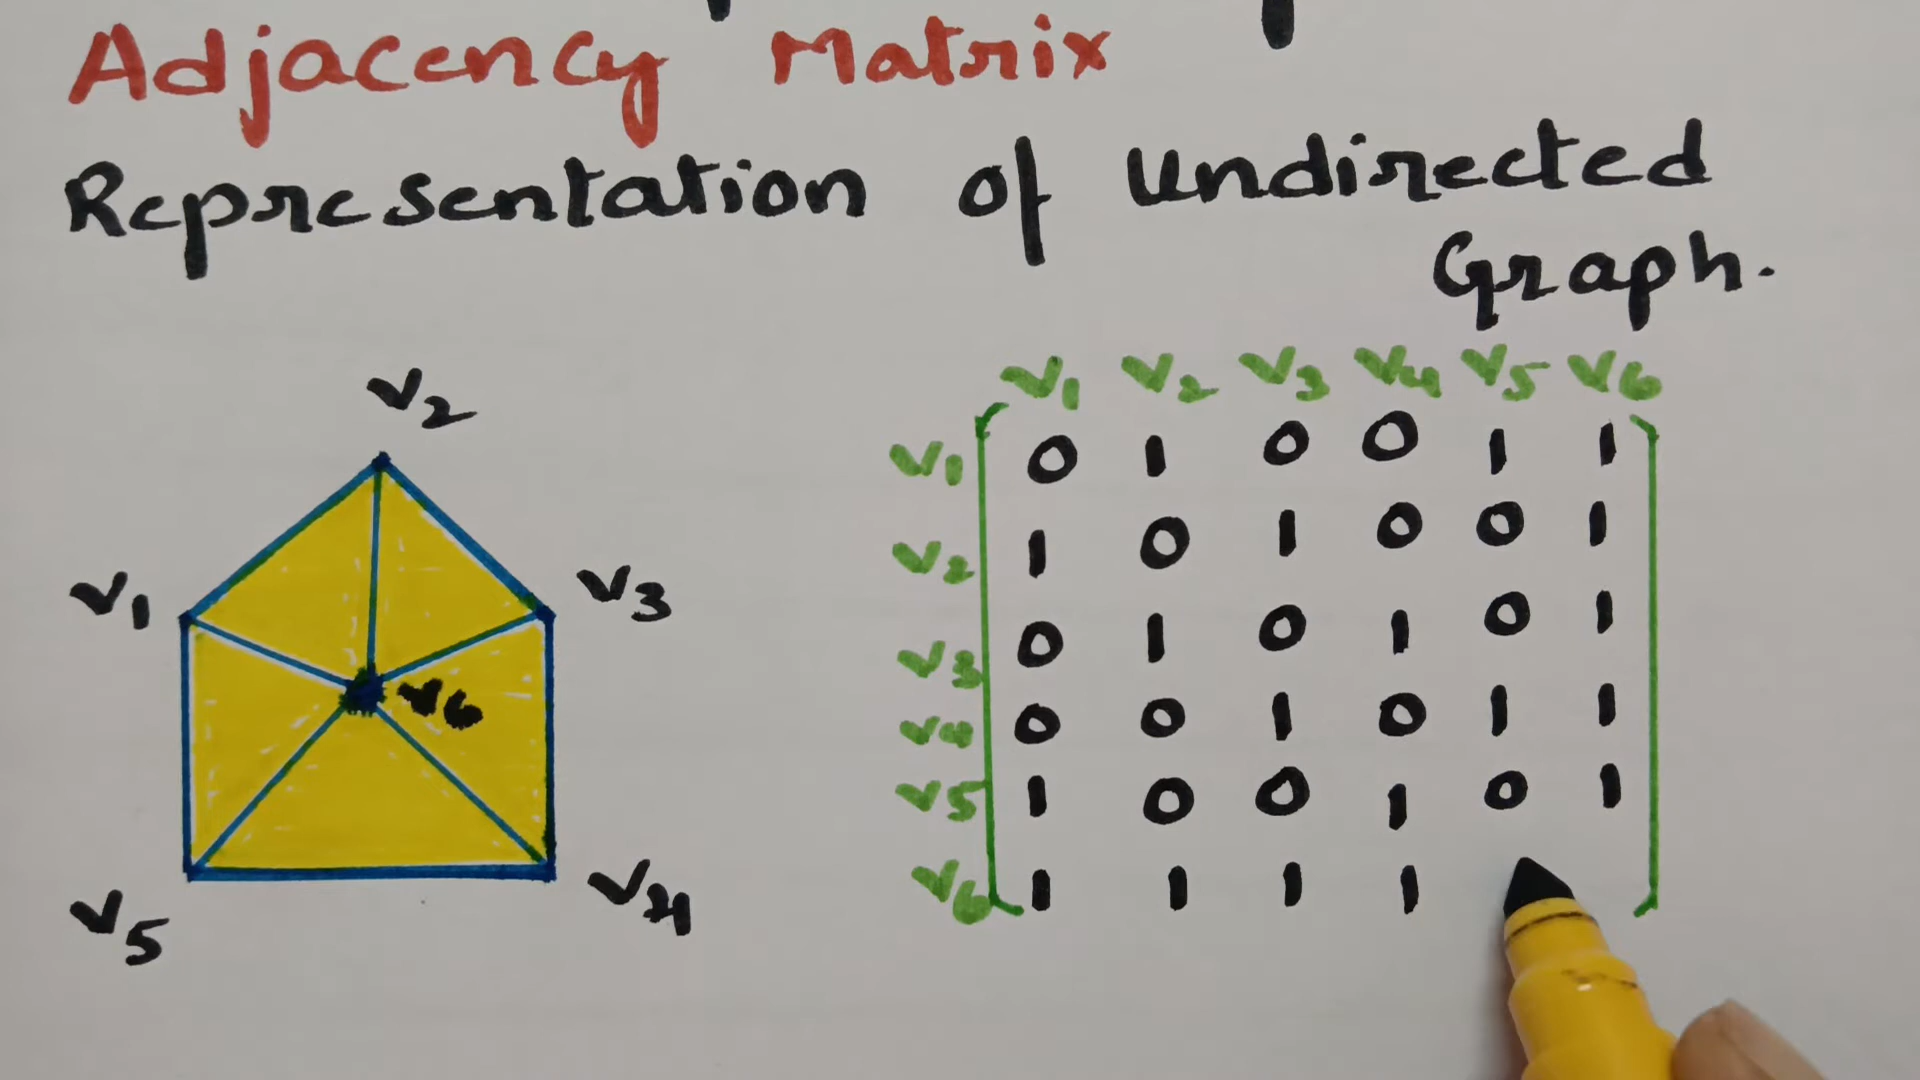 Adjacency Matrix
Representation of Undirected
Graph.
V2
V1
V3
V6
V5
V4
V1 V2 V3 V4 V5 V6
V1 0 1 0 0 1 1
V2 1 0 1 0 0 1
V3 0 1 0 1 0 1
V4 0 0 1 0 1 1
V5 1 0 0 1 0 1
V6 1 1 1 1